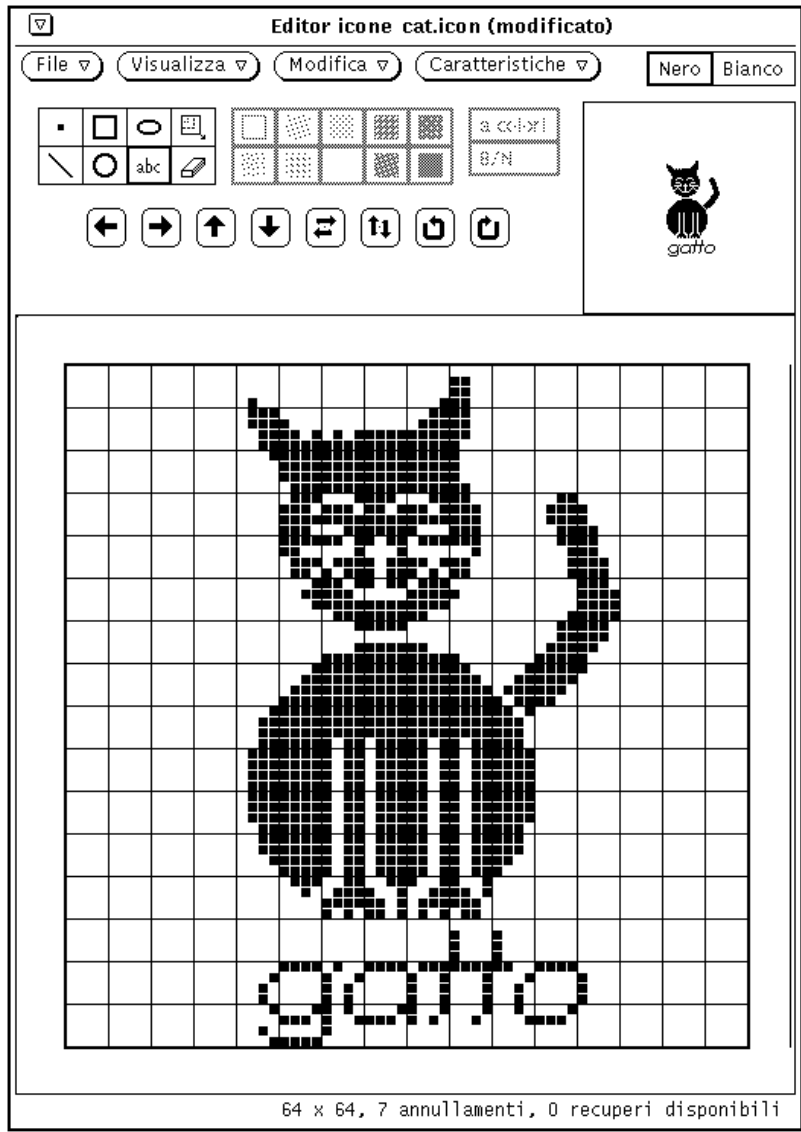 Editor icone cat.icon (modificato)
File Visualizza Modifica Caratteristiche Nero Bianco
a colori
abc B/N
gatto
gatto
64 x 64, 7 annullamenti, 0 recuperi disponibili